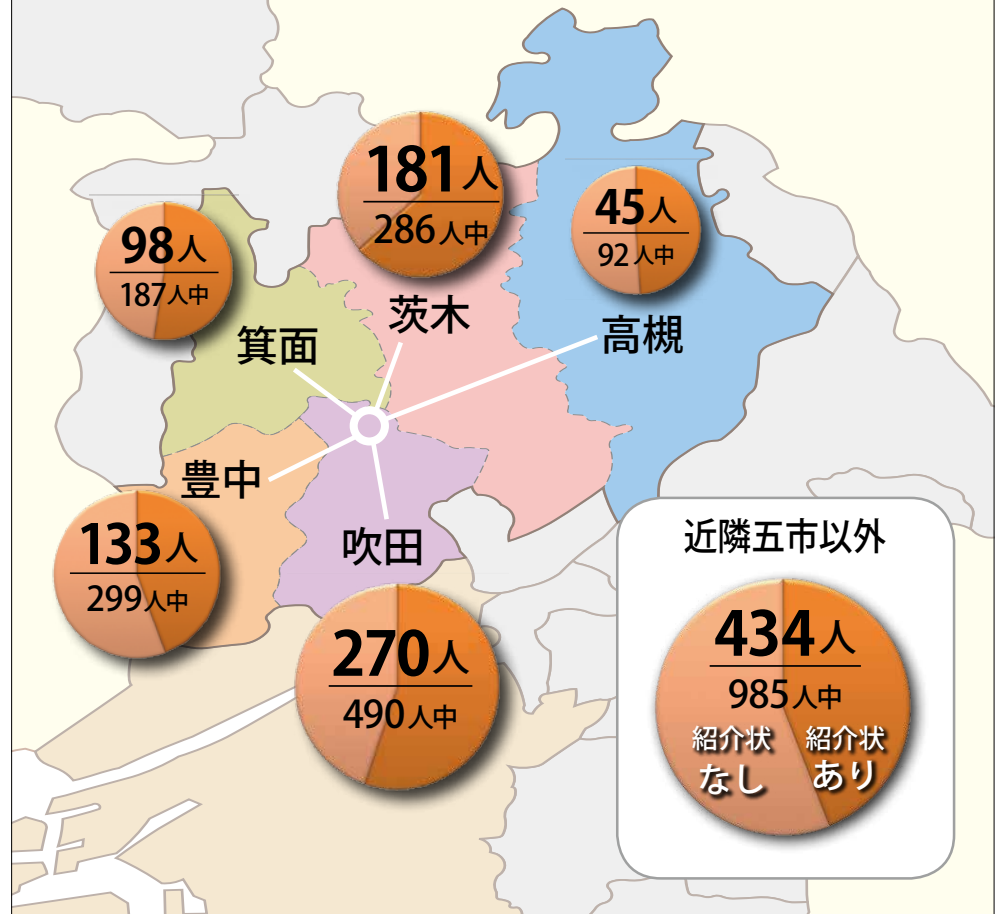 181人
286人中
茨木
45人
92人中
高槻
98人
187人中
箕面
豊中
133人
299人中
吹田
270人
490人中
近隣五市以外
434人
985人中
紹介状 紹介状
なし あり